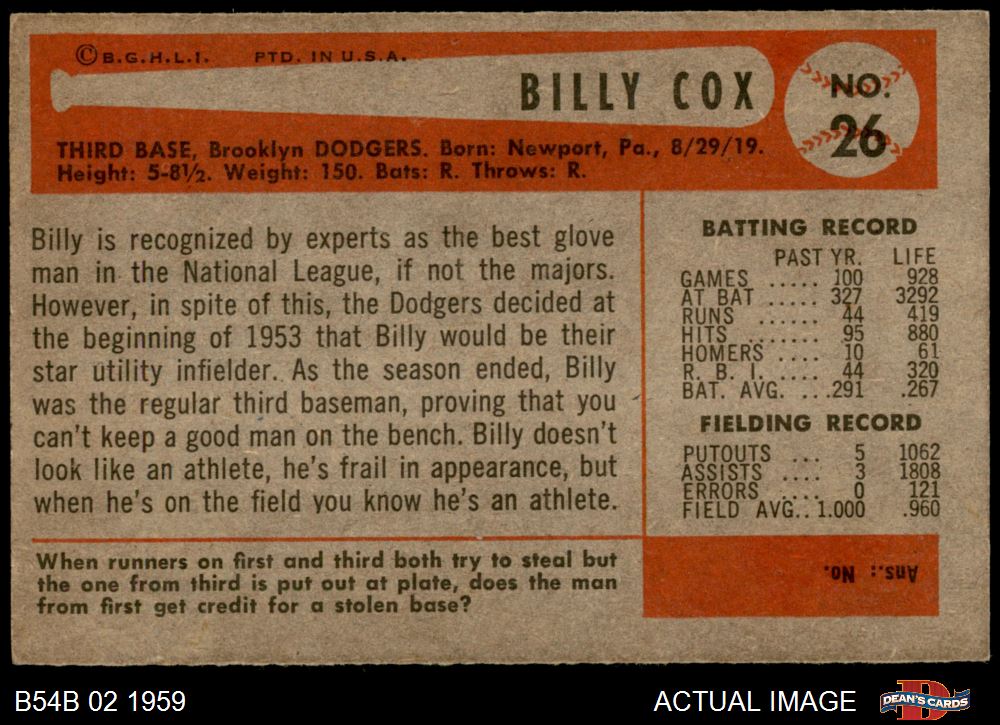 ©B.G.H.L.I. PTD. IN U.S.A.
BILLY COX
NO.
26
THIRD BASE, Brooklyn DODGERS. Born: Newport, Pa., 8/29/19.
Height: 5-8½. Weight: 150. Bats: R. Throws: R.
Billy is recognized by experts as the best glove
man in the National League, if not the majors.
However, in spite of this, the Dodgers decided at
the beginning of 1953 that Billy would be their
star utility infielder. As the season ended, Billy
was the regular third baseman, proving that you
can't keep a good man on the bench. Billy doesn't
look like an athlete, he's frail in appearance, but
when he's on the field you know he's an athlete.
BATTING RECORD
PAST YR. LIFE
GAMES ..... 100 928
AT BAT ..... 327 3292
RUNS ...... 44 419
HITS ....... 95 880
HOMERS .... 10 61
R. B. I. .... 44 320
BAT. AVG. ...291 .267
FIELDING RECORD
PUTOUTS ... 5 1062
ASSISTS .... 3 1808
ERRORS .... 0 121
FIELD AVG.. 1.000 .960
When runners on first and third both try to steal but
the one from third is put out at plate, does the man
from first get credit for a stolen base?
Ans.: No.
B54B 02 1959
ACTUAL IMAGE
DEAN'S CARDS